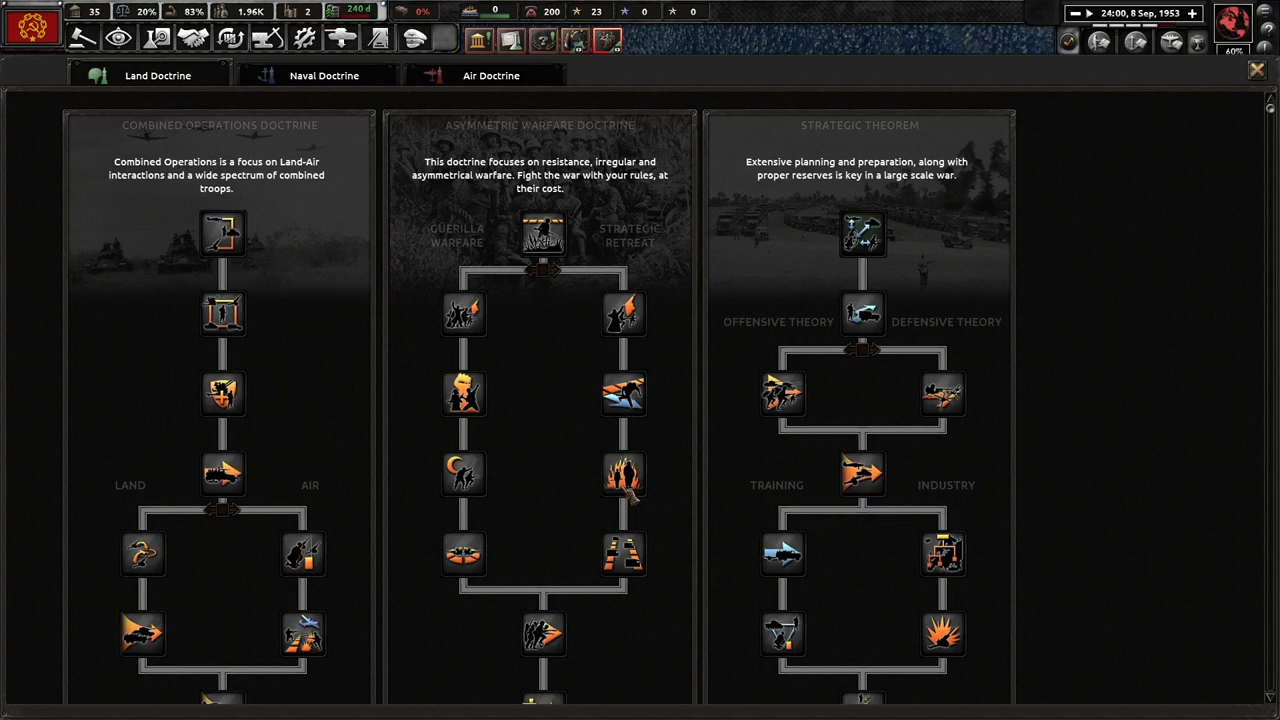 35
20%
83%
1.96K
2
240 d
0%
0
200
23
0
0
24:00, 8 Sep, 1953
60%
Land Doctrine
Naval Doctrine
Air Doctrine
COMBINED OPERATIONS DOCTRINE
Combined Operations is a focus on Land-Air
interactions and a wide spectrum of combined
troops.
LAND
AIR
ASYMMETRIC WARFARE DOCTRINE
This doctrine focuses on resistance, irregular and
asymmetrical warfare. Fight the war with your rules, at
their cost.
GUERILLA
WARFARE
STRATEGIC
RETREAT
STRATEGIC THEOREM
Extensive planning and preparation, along with
proper reserves is key in a large scale war.
OFFENSIVE THEORY
DEFENSIVE THEORY
TRAINING
INDUSTRY